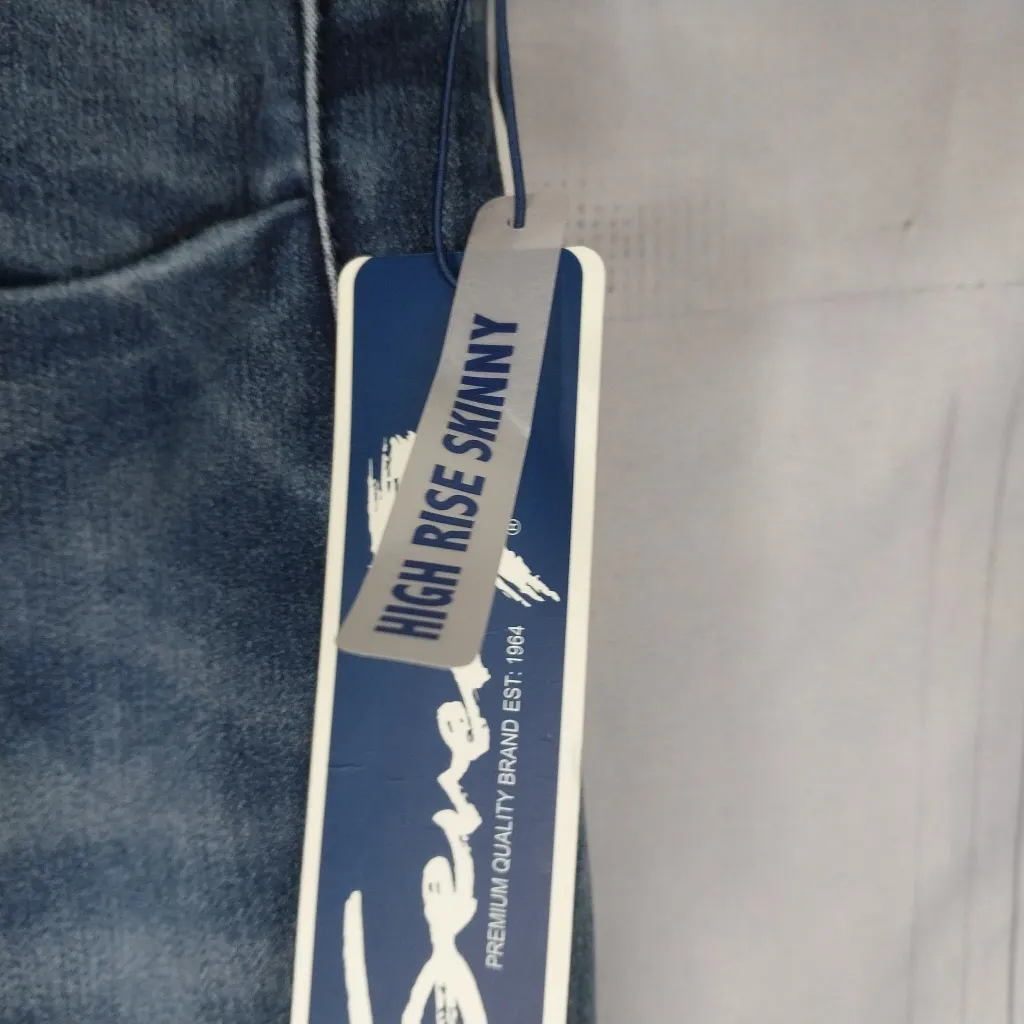 HIGH RISE SKINNY
®
PREMIUM QUALITY BRAND EST: 1964